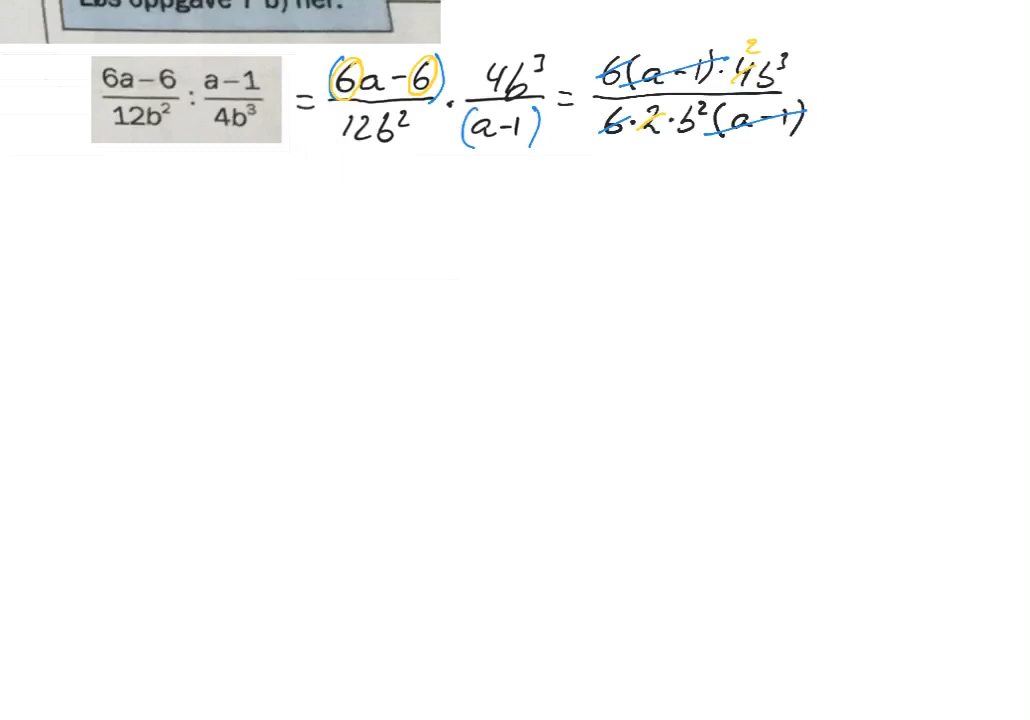 Løs oppgave 1 b) her.
6a−6/12b² : a−1/4b³ = (6a−6)/12b² · 4b³/(a−1) = 6(a−1)·4b³/6·2·b²(a−1)
2